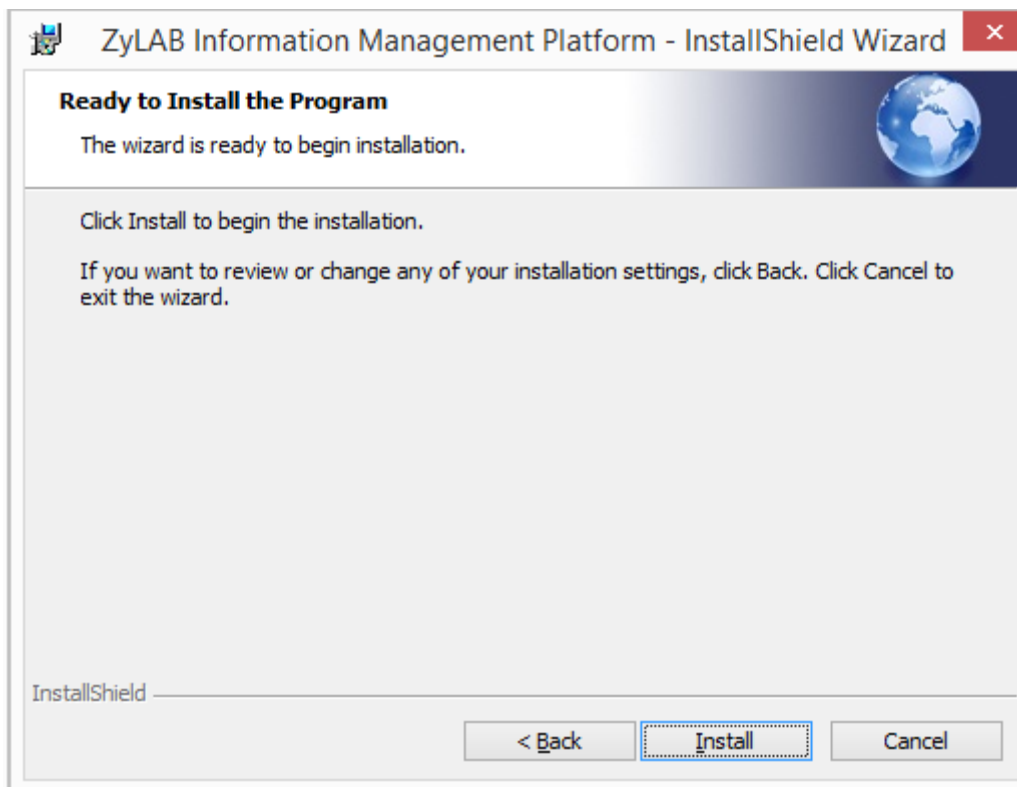 ZyLAB Information Management Platform - InstallShield Wizard
Ready to Install the Program
The wizard is ready to begin installation.
Click Install to begin the installation.
If you want to review or change any of your installation settings, click Back. Click Cancel to
exit the wizard.
InstallShield
< Back Install Cancel